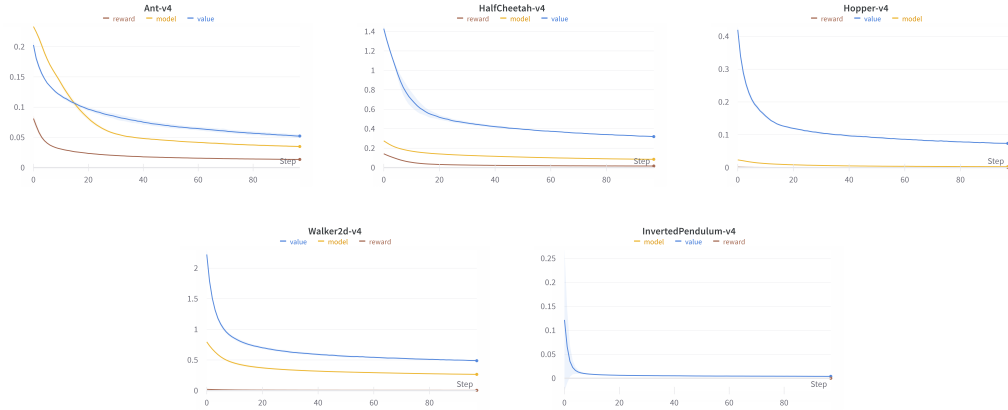 Ant-v4
reward model value
0.2
0.15
0.1
0.05
0
Step
0 20 40 60 80
HalfCheetah-v4
reward model value
1.4
1.2
1
0.8
0.6
0.4
0.2
0
Step
0 20 40 60 80
Hopper-v4
reward value model
0.4
0.3
0.2
0.1
0
Step
0 20 40 60 80
Walker2d-v4
value model reward
2
1.5
1
0.5
0
Step
0 20 40 60 80
InvertedPendulum-v4
model value reward
0.25
0.2
0.15
0.1
0.05
0
Step
0 20 40 60 80